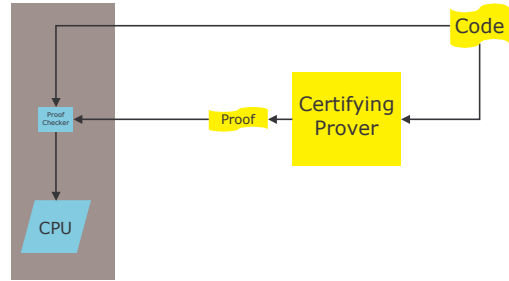 Code
Certifying
Prover
Proof
Proof
Checker
CPU